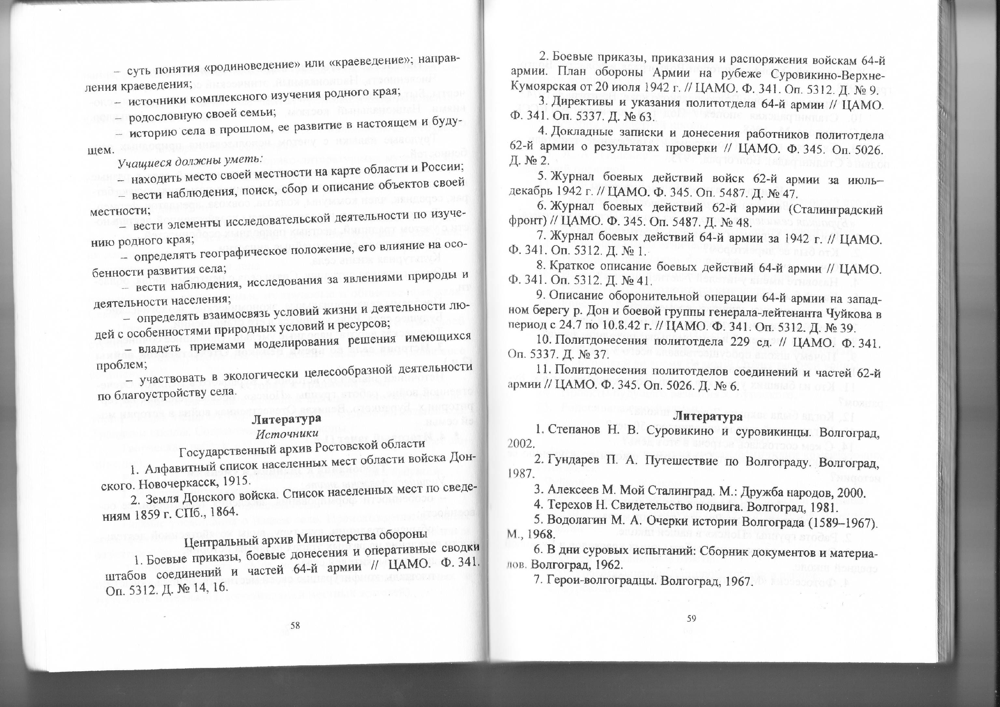 – суть понятия «родиноведение» или «краеведение»; направ-
ления краеведения;
– источники комплексного изучения родного края;
– родословную своей семьи;
– историю села в прошлом, ее развитие в настоящем и буду-
щем.
Учащиеся должны уметь:
– находить место своей местности на карте области и России;
– вести наблюдения, поиск, сбор и описание объектов своей
местности;
– вести элементы исследовательской деятельности по изуче-
нию родного края;
– определять географическое положение, его влияние на осо-
бенности развития села;
– вести наблюдения, исследования за явлениями природы и
деятельности населения;
– определять взаимосвязь условий жизни и деятельности лю-
дей с особенностями природных условий и ресурсов;
– владеть приемами моделирования решения имеющихся
проблем;
– участвовать в экологически целесообразной деятельности
по благоустройству села.
Литература
Источники
Государственный архив Ростовской области
1. Алфавитный список населенных мест области войска Дон-
ского. Новочеркасск, 1915.
2. Земля Донского войска. Список населенных мест по сведе-
ниям 1859 г. СПб., 1864.
Центральный архив Министерства обороны
1. Боевые приказы, боевые донесения и оперативные сводки
штабов соединений и частей 64-й армии // ЦАМО. Ф. 341.
Оп. 5312. Д. № 14, 16.
58
2. Боевые приказы, приказания и распоряжения войскам 64-й
армии. План обороны Армии на рубеже Суровикино-Верхне-
Кумоярская от 20 июля 1942 г. // ЦАМО. Ф. 341. Оп. 5312. Д. № 9.
3. Директивы и указания политотдела 64-й армии // ЦАМО.
Ф. 341. Оп. 5337. Д. № 63.
4. Докладные записки и донесения работников политотдела
62-й армии о результатах проверки // ЦАМО. Ф. 345. Оп. 5026.
Д. № 2.
5. Журнал боевых действий войск 62-й армии за июль–
декабрь 1942 г. // ЦАМО. Ф. 345. Оп. 5487. Д. № 47.
6. Журнал боевых действий 62-й армии (Сталинградский
фронт) // ЦАМО. Ф. 345. Оп. 5487. Д. № 48.
7. Журнал боевых действий 64-й армии за 1942 г. // ЦАМО.
Ф. 341. Оп. 5312. Д. № 1.
8. Краткое описание боевых действий 64-й армии // ЦАМО.
Ф. 341. Оп. 5312. Д. № 41.
9. Описание оборонительной операции 64-й армии на запад-
ном берегу р. Дон и боевой группы генерала-лейтенанта Чуйкова в
период с 24.7 по 10.8.42 г. // ЦАМО. Ф. 341. Оп. 5312. Д. № 39.
10. Политдонесения политотдела 229 сд. // ЦАМО. Ф. 341.
Оп. 5337. Д. № 37.
11. Политдонесения политотделов соединений и частей 62-й
армии // ЦАМО. Ф. 345. Оп. 5026. Д. № 6.
Литература
1. Степанов Н. В. Суровикино и суровикинцы. Волгоград,
2002.
2. Гундарев П. А. Путешествие по Волгограду. Волгоград,
1987.
3. Алексеев М. Мой Сталинград. М.: Дружба народов, 2000.
4. Терехов Н. Свидетельство подвига. Волгоград, 1981.
5. Водолагин М. А. Очерки истории Волгограда (1589–1967).
М., 1968.
6. В дни суровых испытаний: Сборник документов и материа-
лов. Волгоград, 1962.
7. Герои-волгоградцы. Волгоград, 1967.
59